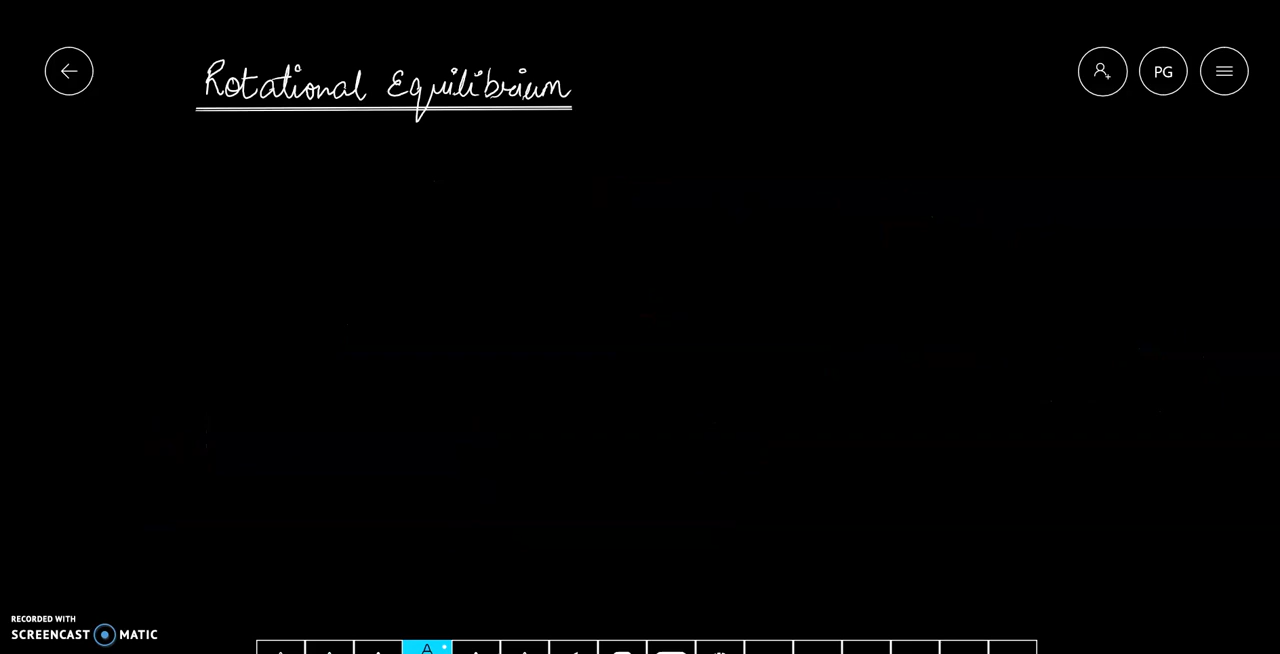 Rotational Equilibrium
PG
RECORDED WITH
SCREENCAST MATIC
A